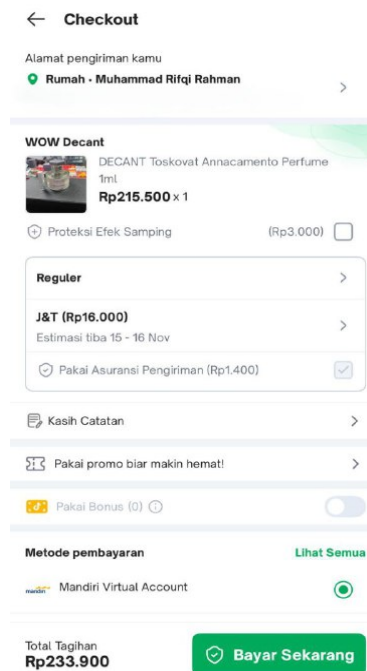 Checkout
Alamat pengiriman kamu
Rumah • Muhammad Rifqi Rahman
WOW Decant
DECANT Toskovat Annacamento Perfume
1ml
Rp215.500 x 1
Proteksi Efek Samping (Rp3.000)
Reguler
J&T (Rp16.000)
Estimasi tiba 15 - 16 Nov
Pakai Asuransi Pengiriman (Rp1.400)
Kasih Catatan
Pakai promo biar makin hemat!
Pakai Bonus (0)
Metode pembayaran Lihat Semua
mandiri Mandiri Virtual Account
Total Tagihan
Rp233.900
Bayar Sekarang